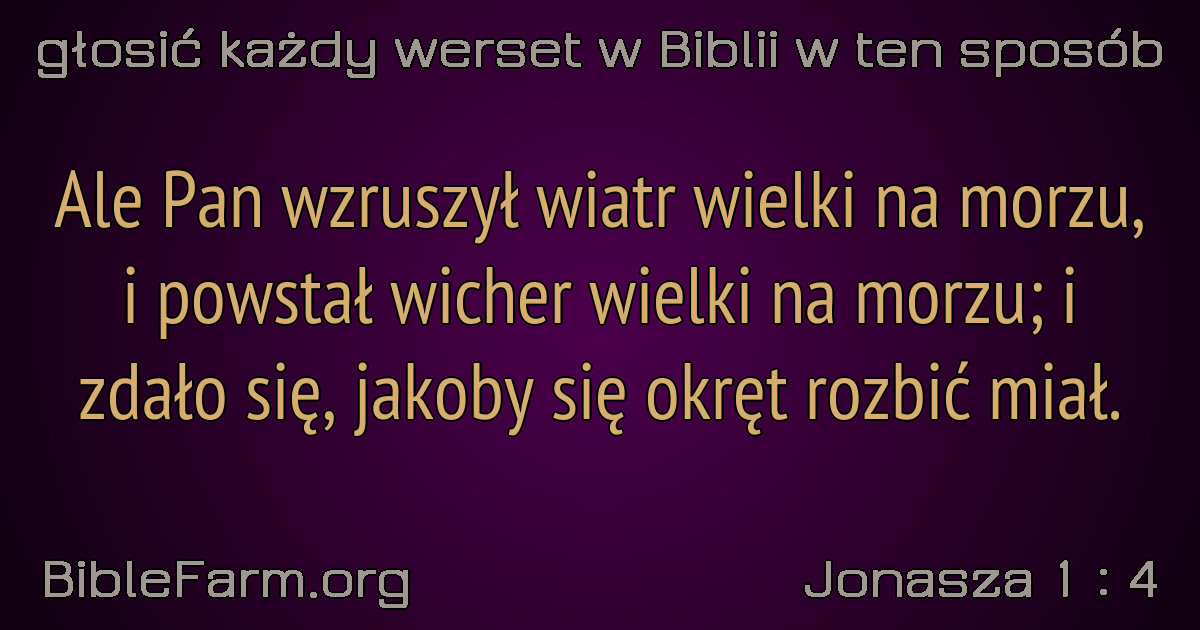 głosić każdy werset w Biblii w ten sposób
Ale Pan wzruszył wiatr wielki na morzu,
i powstał wicher wielki na morzu; i
zdało się, jakoby się okręt rozbić miał.
BibleFarm.org
Jonasza 1 : 4